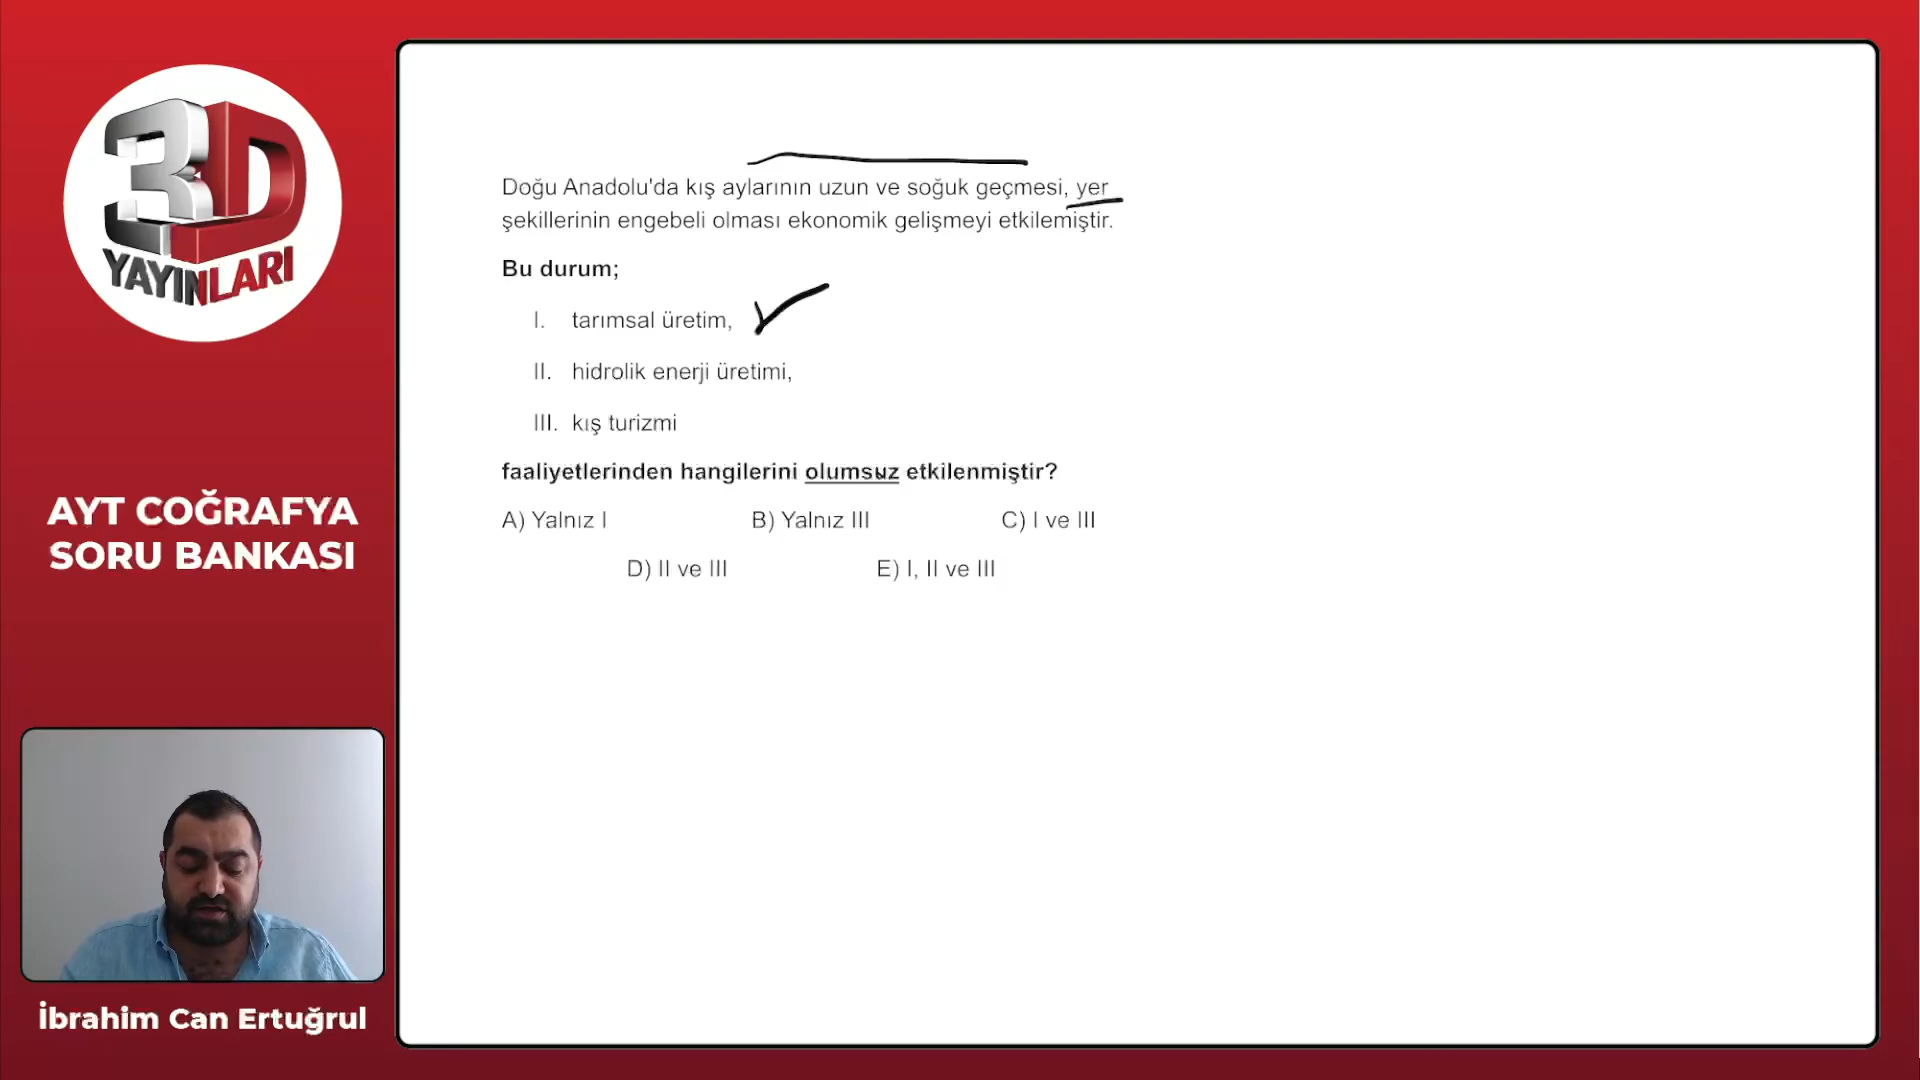 3D
YAYINLARI
AYT COĞRAFYA
SORU BANKASI
İbrahim Can Ertuğrul
Doğu Anadolu'da kış aylarının uzun ve soğuk geçmesi, yer
şekillerinin engebeli olması ekonomik gelişmeyi etkilemiştir.
Bu durum;
I. tarımsal üretim,
II. hidrolik enerji üretimi,
III. kış turizmi
faaliyetlerinden hangilerini olumsuz etkilenmiştir?
A) Yalnız I B) Yalnız III C) I ve III
D) II ve III E) I, II ve III